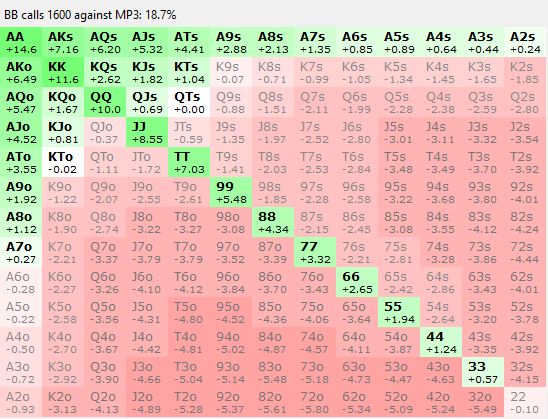 BB calls 1600 against MP3: 18.7%
AA AKs AQs AJs ATs A9s A8s A7s A6s A5s A4s A3s A2s
+14.6 +7.16 +6.20 +5.32 +4.41 +2.88 +2.13 +1.35 +0.85 +0.89 +0.64 +0.44 +0.24
AKo KK KQs KJs KTs K9s K8s K7s K6s K5s K4s K3s K2s
+6.49 +11.6 +2.62 +1.82 +1.04 -0.07 -0.71 -0.99 -1.05 -1.34 -1.45 -1.65 -1.85
AQo KQo QQ QJs QTs Q9s Q8s Q7s Q6s Q5s Q4s Q3s Q2s
+5.47 +1.67 +10.0 +0.69 +0.00 -0.88 -1.51 -2.11 -1.99 -2.28 -2.38 -2.59 -2.80
AJo KJo QJo JJ JTs J9s J8s J7s J6s J5s J4s J3s J2s
+4.52 +0.81 -0.37 +8.55 -0.59 -1.35 -1.97 -2.52 -2.80 -3.01 -3.11 -3.32 -3.54
ATo KTo QTo JTo TT T9s T8s T7s T6s T5s T4s T3s T2s
+3.55 -0.02 -1.11 -1.72 +7.03 -1.41 -2.03 -2.53 -2.84 -3.48 -3.49 -3.70 -3.92
A9o K9o Q9o J9o T9o 99 98s 97s 96s 95s 94s 93s 92s
+1.92 -1.22 -2.07 -2.55 -2.61 +5.48 -1.85 -2.28 -2.58 -3.22 -3.68 -3.80 -4.01
A8o K8o Q8o J8o T8o 98o 88 87s 86s 85s 84s 83s 82s
+1.12 -1.90 -2.74 -3.22 -3.27 -3.08 +4.34 -2.15 -2.45 -3.08 -3.55 -4.12 -4.24
A7o K7o Q7o J7o T7o 97o 87o 77 76s 75s 74s 73s 72s
+0.27 -2.21 -3.37 -3.79 -3.79 -3.52 -3.39 +3.32 -2.21 -2.81 -3.28 -3.86 -4.44
A6o K6o Q6o J6o T6o 96o 86o 76o 66 65s 64s 63s 62s
-0.28 -2.27 -3.26 -4.10 -4.12 -3.84 -3.70 -3.43 +2.65 -2.42 -2.86 -3.43 -4.01
A5o K5o Q5o J5o T5o 95o 85o 75o 65o 55 54s 53s 52s
-0.22 -2.58 -3.56 -4.31 -4.80 -4.52 -4.36 -4.06 -3.64 +1.94 -2.64 -3.20 -3.78
A4o K4o Q4o J4o T4o 94o 84o 74o 64o 54o 44 43s 42s
-0.50 -2.70 -3.67 -4.42 -4.81 -5.02 -4.87 -4.57 -4.11 -3.87 +1.24 -3.35 -3.92
A3o K3o Q3o J3o T3o 93o 83o 73o 63o 53o 43o 33 32s
-0.72 -2.92 -3.90 -4.66 -5.04 -5.14 -5.48 -5.18 -4.73 -4.47 -4.63 +0.57 -4.15
A2o K2o Q2o J2o T2o 92o 82o 72o 62o 52o 42o 32o 22
-0.93 -3.13 -4.13 -4.89 -5.28 -5.37 -5.61 -5.80 -5.34 -5.09 -5.24 -5.49 -0.10